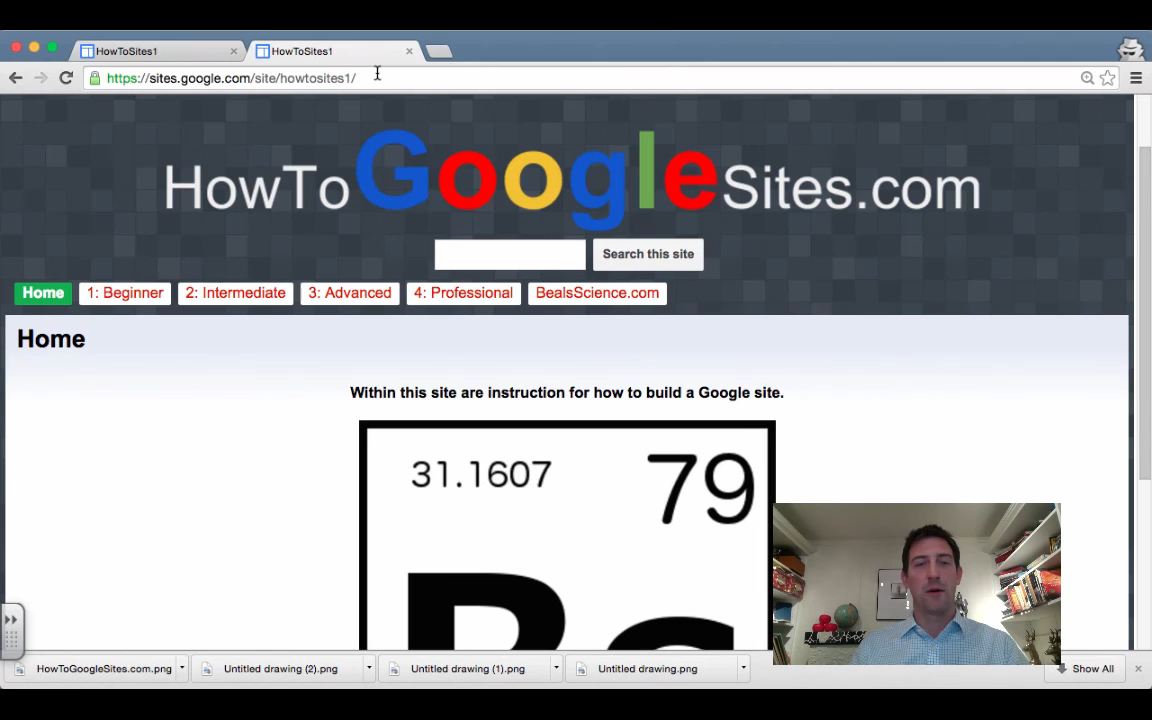 HowToSites1
HowToSites1
https://sites.google.com/site/howtosites1/
HowToGoogleSites.com
Search this site
Home
1: Beginner
2: Intermediate
3: Advanced
4: Professional
BealsScience.com
Home
Within this site are instruction for how to build a Google site.
31.1607
79
HowToGoogleSites.com.png
Untitled drawing (2).png
Untitled drawing (1).png
Untitled drawing.png
Show All